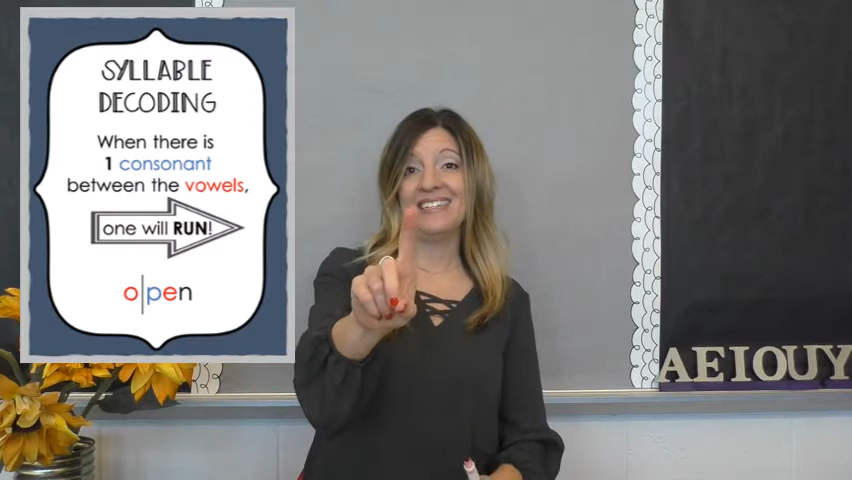 SYLLABLE
DECODING
When there is
1 consonant
between the vowels,
one will RUN!
o|pen
AEIOUY